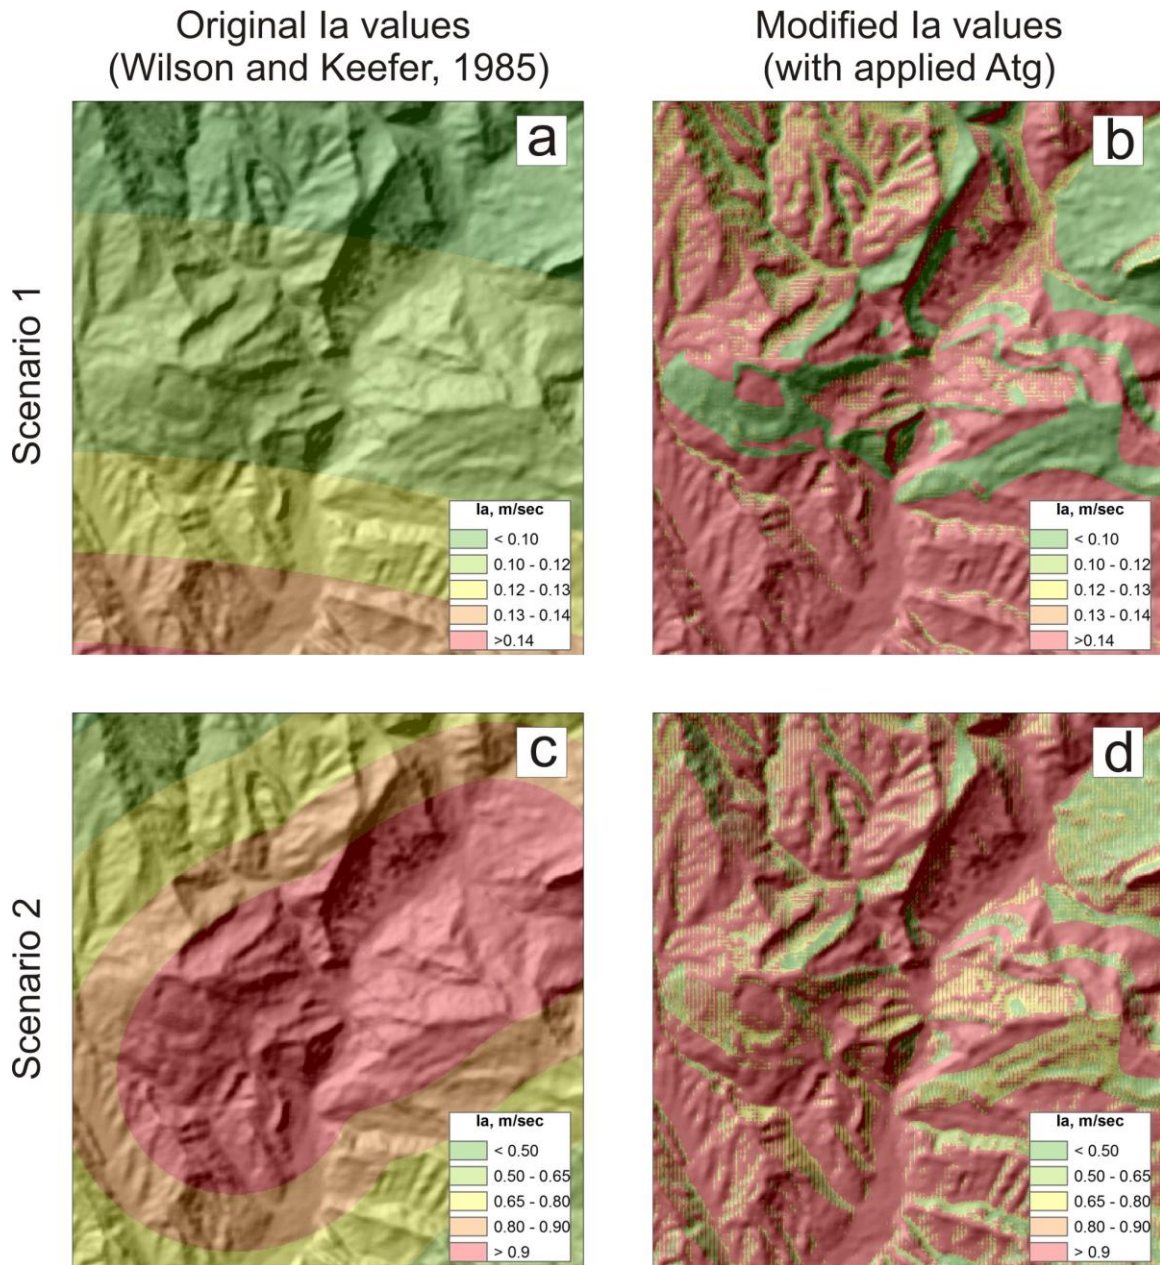 Original Ia values
(Wilson and Keefer, 1985)
Modified Ia values
(with applied Atg)
Scenario 1
a
Ia, m/sec
< 0.10
0.10 - 0.12
0.12 - 0.13
0.13 - 0.14
>0.14
b
Ia, m/sec
< 0.10
0.10 - 0.12
0.12 - 0.13
0.13 - 0.14
>0.14
Scenario 2
c
Ia, m/sec
< 0.50
0.50 - 0.65
0.65 - 0.80
0.80 - 0.90
> 0.9
d
Ia, m/sec
< 0.50
0.50 - 0.65
0.65 - 0.80
0.80 - 0.90
> 0.9